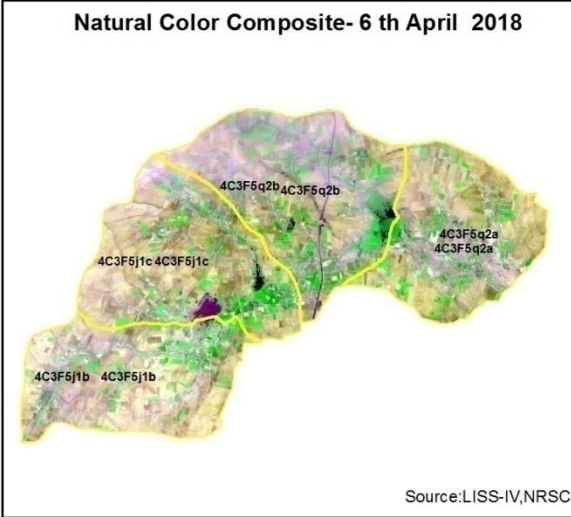 Natural Color Composite- 6 th April 2018
4C3F5q2b 4C3F5q2b
4C3F5q2a
4C3F5q2a
4C3F5j1c 4C3F5j1c
4C3F5j1b 4C3F5j1b
Source:LISS-IV,NRSC